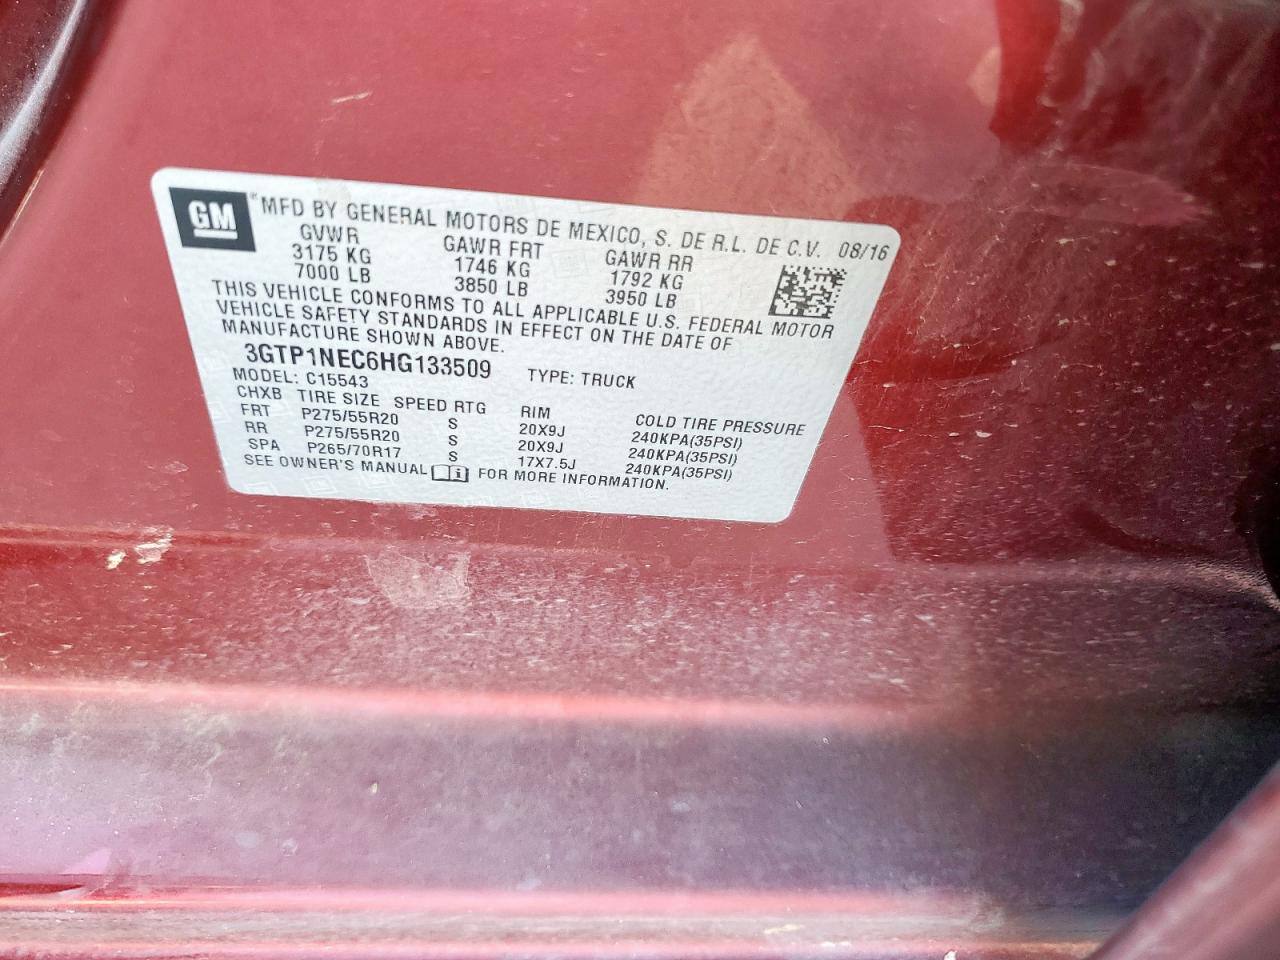 GM MFD BY GENERAL MOTORS DE MEXICO, S. DE R.L. DE C.V. 08/16
GVWR GAWR FRT GAWR RR
3175 KG 1746 KG 1792 KG
7000 LB 3850 LB 3950 LB
THIS VEHICLE CONFORMS TO ALL APPLICABLE U.S. FEDERAL MOTOR
VEHICLE SAFETY STANDARDS IN EFFECT ON THE DATE OF
MANUFACTURE SHOWN ABOVE.
3GTP1NEC6HG133509 TYPE: TRUCK
MODEL: C15543
CHXB TIRE SIZE SPEED RTG RIM COLD TIRE PRESSURE
FRT P275/55R20 S 20X9J 240KPA(35PSI)
RR P275/55R20 S 20X9J 240KPA(35PSI)
SPA P265/70R17 S 17X7.5J 240KPA(35PSI)
SEE OWNER'S MANUAL i FOR MORE INFORMATION.